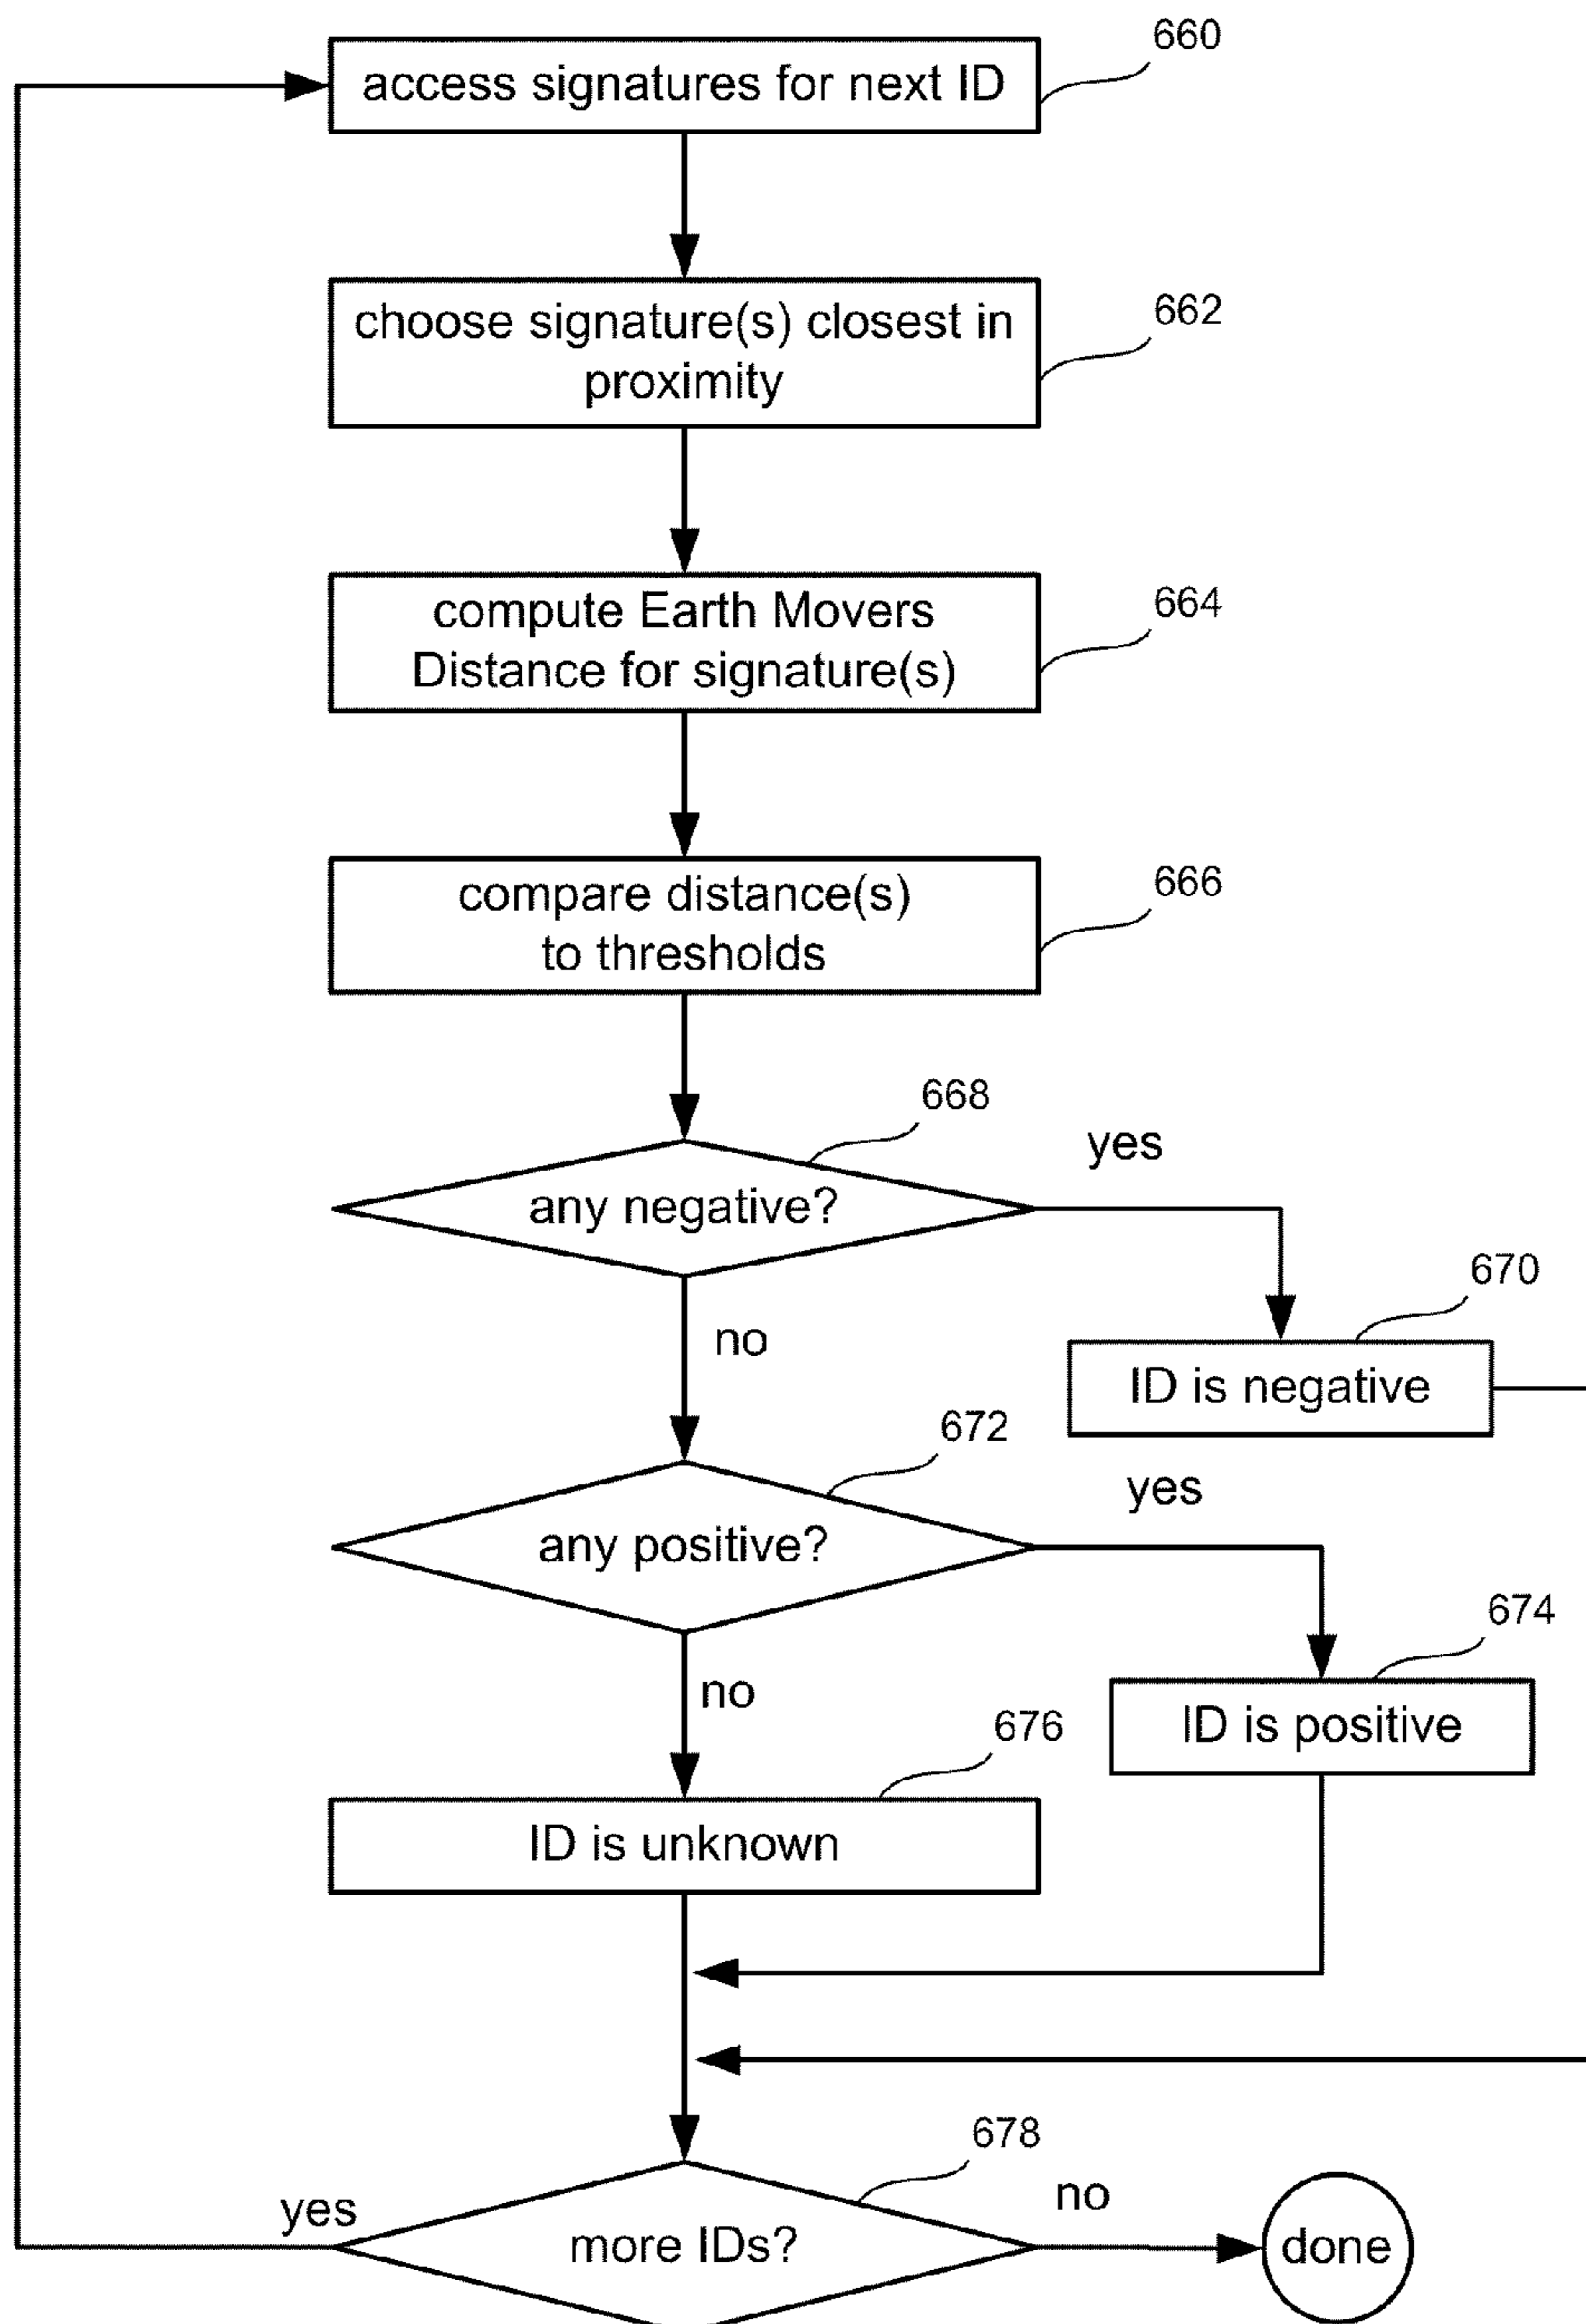 660
access signatures for next ID
662
choose signature(s) closest in
proximity
664
compute Earth Movers
Distance for signature(s)
666
compare distance(s)
to thresholds
668
yes
any negative?
670
no
ID is negative
672
yes
any positive?
674
no
676
ID is positive
ID is unknown
678
yes
no
more IDs?
done